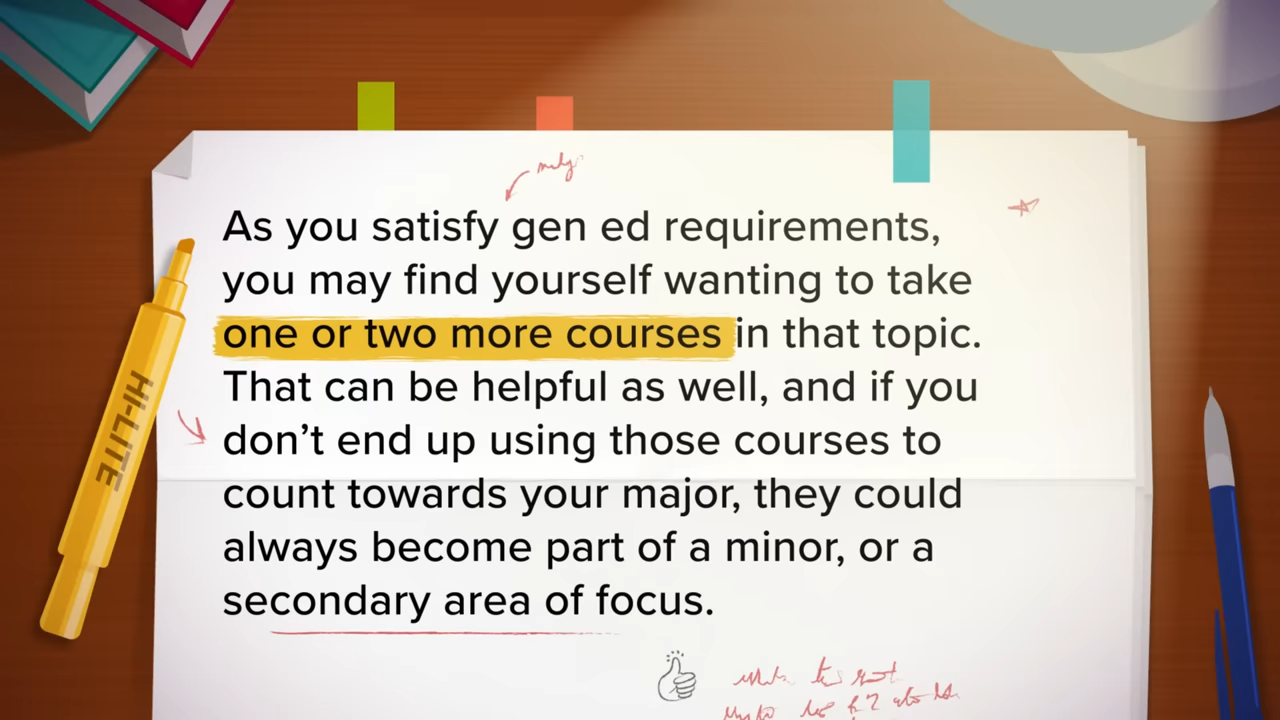 As you satisfy gen ed requirements,
you may find yourself wanting to take
one or two more courses in that topic.
That can be helpful as well, and if you
don’t end up using those courses to
count towards your major, they could
always become part of a minor, or a
secondary area of focus.
HI-LITE